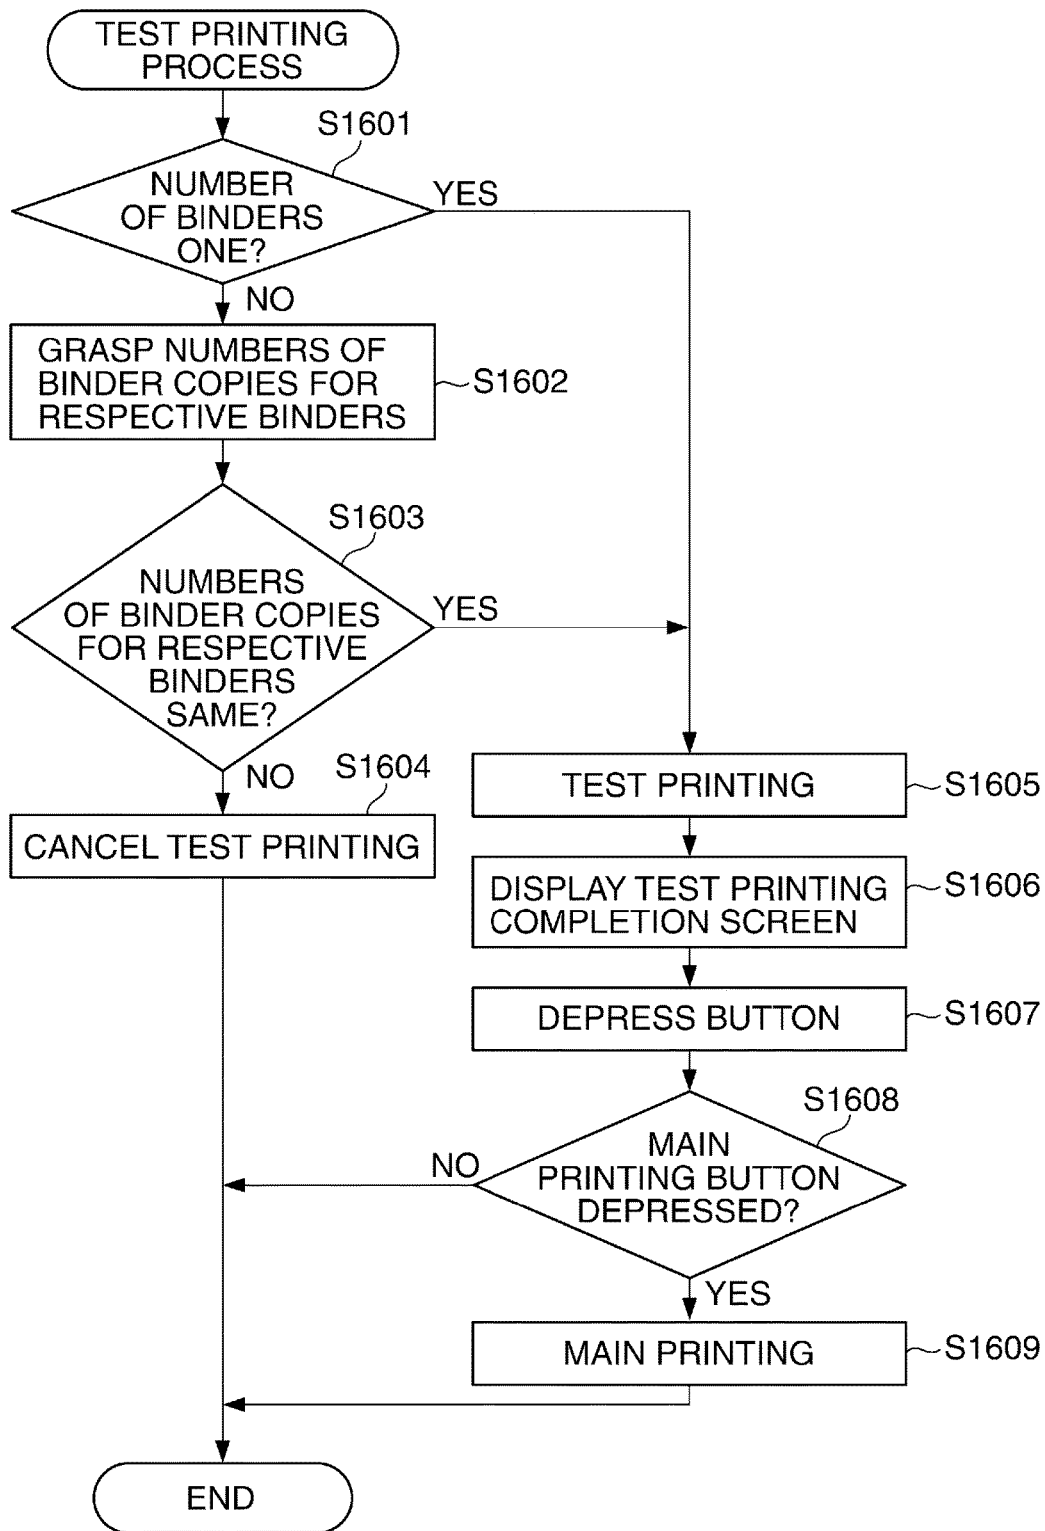 TEST PRINTING
PROCESS
S1601
NUMBER
OF BINDERS
ONE?
YES
NO
GRASP NUMBERS OF
BINDER COPIES FOR
RESPECTIVE BINDERS
S1602
S1603
NUMBERS
OF BINDER COPIES
FOR RESPECTIVE
BINDERS
SAME?
YES
NO
S1604
CANCEL TEST PRINTING
TEST PRINTING
S1605
DISPLAY TEST PRINTING
COMPLETION SCREEN
S1606
DEPRESS BUTTON
S1607
S1608
MAIN
PRINTING BUTTON
DEPRESSED?
NO
YES
MAIN PRINTING
S1609
END